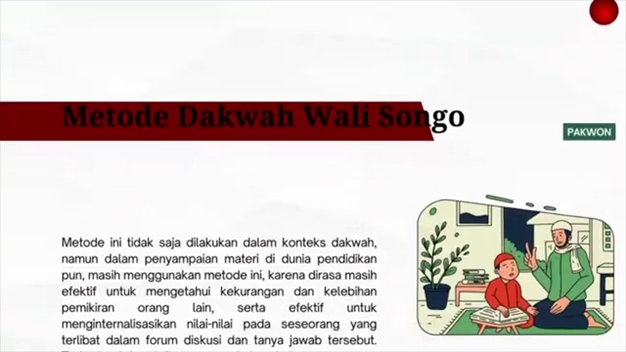 Metode Dakwah Wali Songo
PAKWON
Metode ini tidak saja dilakukan dalam konteks dakwah,
namun dalam penyampaian materi di dunia pendidikan
pun, masih menggunakan metode ini, karena dirasa masih
efektif untuk mengetahui kekurangan dan kelebihan
pemikiran orang lain, serta efektif untuk
menginternalisasikan nilai-nilai pada seseorang yang
terlibat dalam forum diskusi dan tanya jawab tersebut.